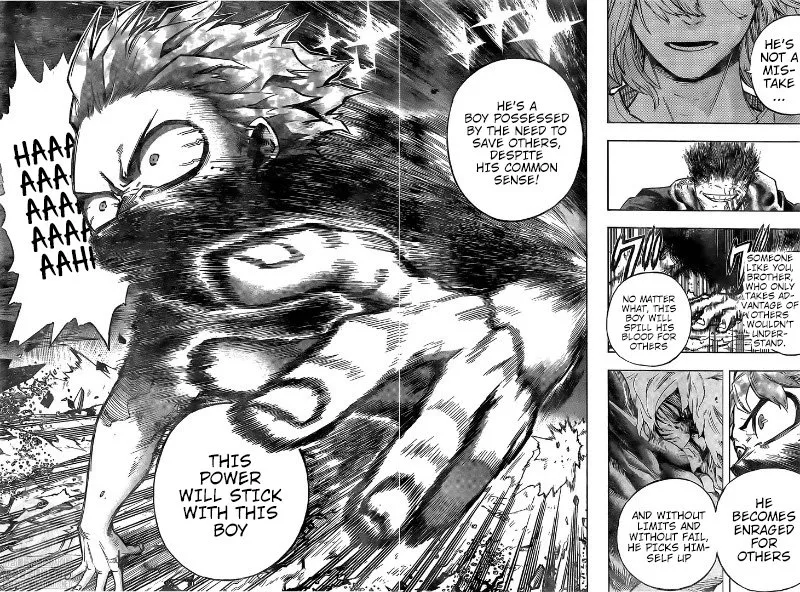 HE'S
NOT A
MIS-
TAKE
...
SOMEONE
LIKE YOU,
BROTHER,
WHO ONLY
TAKES AD-
VANTAGE OF
OTHERS
WOULDN'T
UNDER-
STAND.
NO MATTER
WHAT, THIS
BOY WILL
SPILL HIS
BLOOD FOR
OTHERS
HE
BECOMES
ENRAGED FOR
OTHERS
AND WITHOUT
LIMITS AND
WITHOUT FAIL,
HE PICKS HIM-
SELF UP
HE'S A
BOY POSSESSED
BY THE NEED TO
SAVE OTHERS,
DESPITE
HIS COMMON
SENSE!
HAAA
AAAA
AAAA
AAAA
AAH!
THIS
POWER
WILL STICK
WITH THIS
BOY